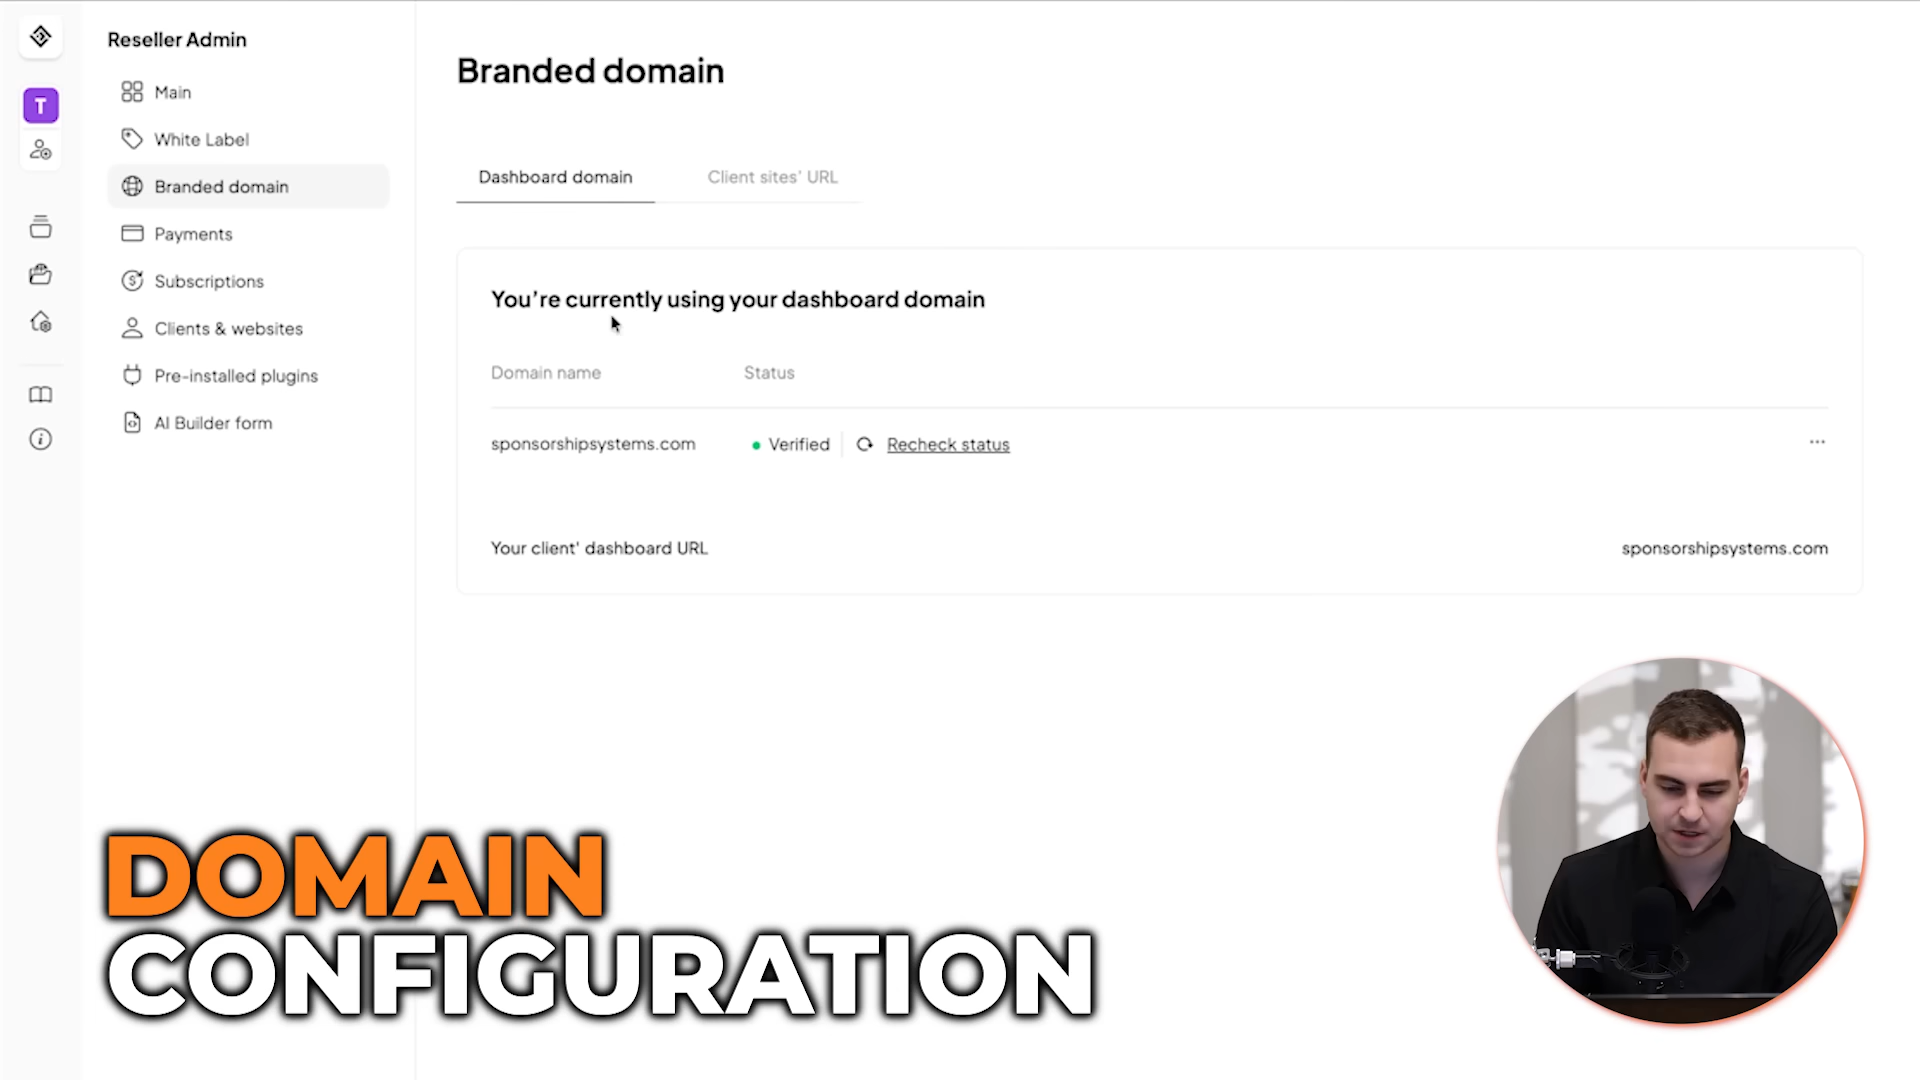 Reseller Admin
T
Main
White Label
Branded domain
Payments
Subscriptions
Clients & websites
Pre-installed plugins
AI Builder form
Branded domain
Dashboard domain
Client sites' URL
You're currently using your dashboard domain
Domain name
Status
sponsorshipsystems.com
Verified
Recheck status
Your client' dashboard URL
sponsorshipsystems.com
DOMAIN
CONFIGURATION